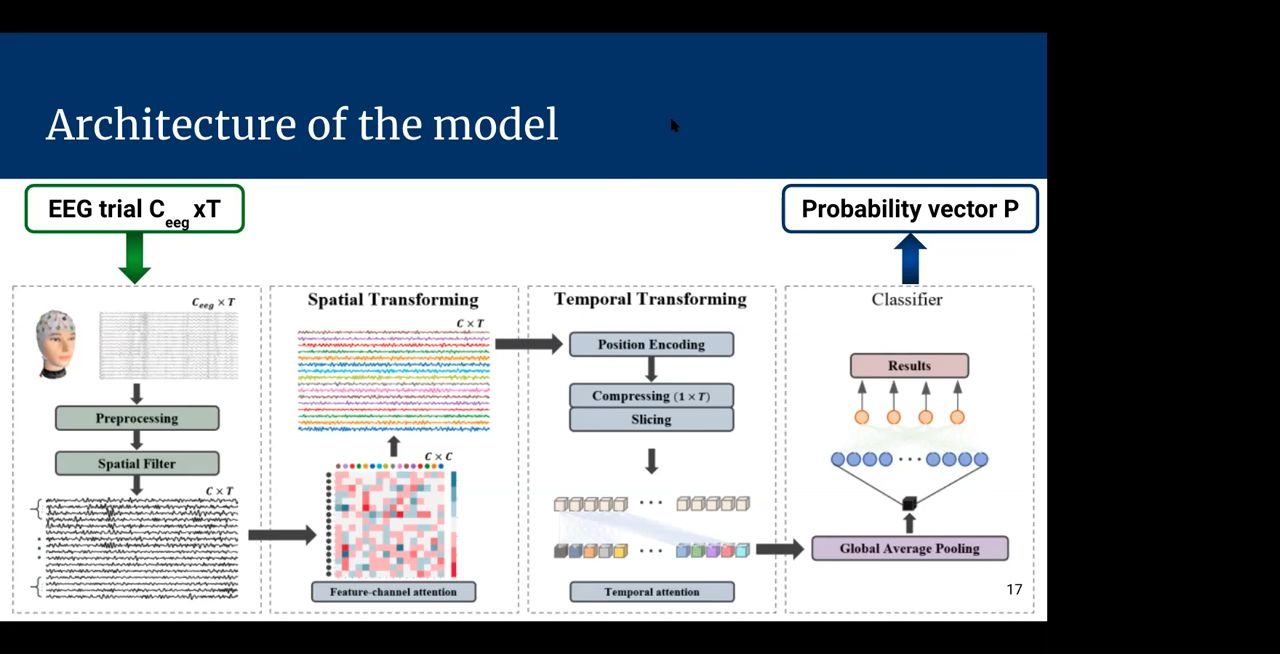 Architecture of the model
EEG trial Ceeg xT
Probability vector P
Ceeg × T
Preprocessing
Spatial Filter
C × T
Spatial Transforming
C × T
C × C
Feature-channel attention
Temporal Transforming
Position Encoding
Compressing (1 × T)
Slicing
...
Temporal attention
Classifier
Results
...
Global Average Pooling
17